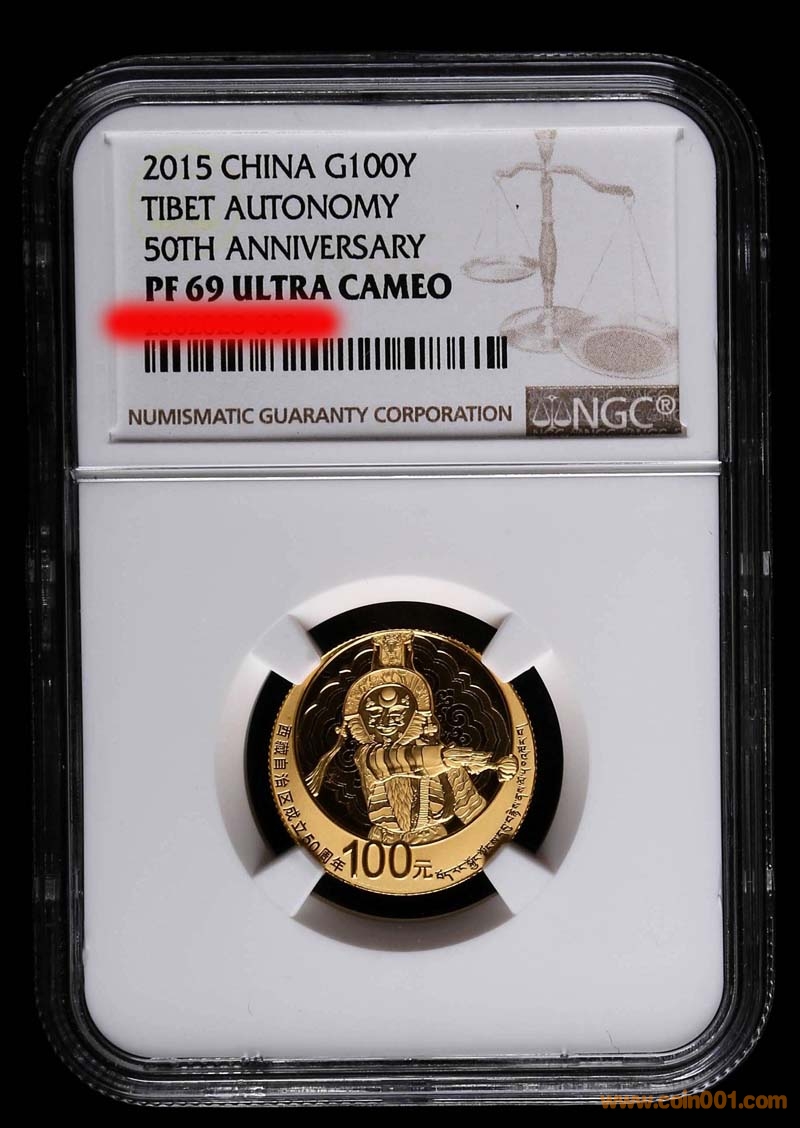 2015 CHINA G100Y
TIBET AUTONOMY
50TH ANNIVERSARY
PF 69 ULTRA CAMEO
NUMISMATIC GUARANTY CORPORATION
NGC®
西藏自治区成立50周年
100元
www.coin001.com